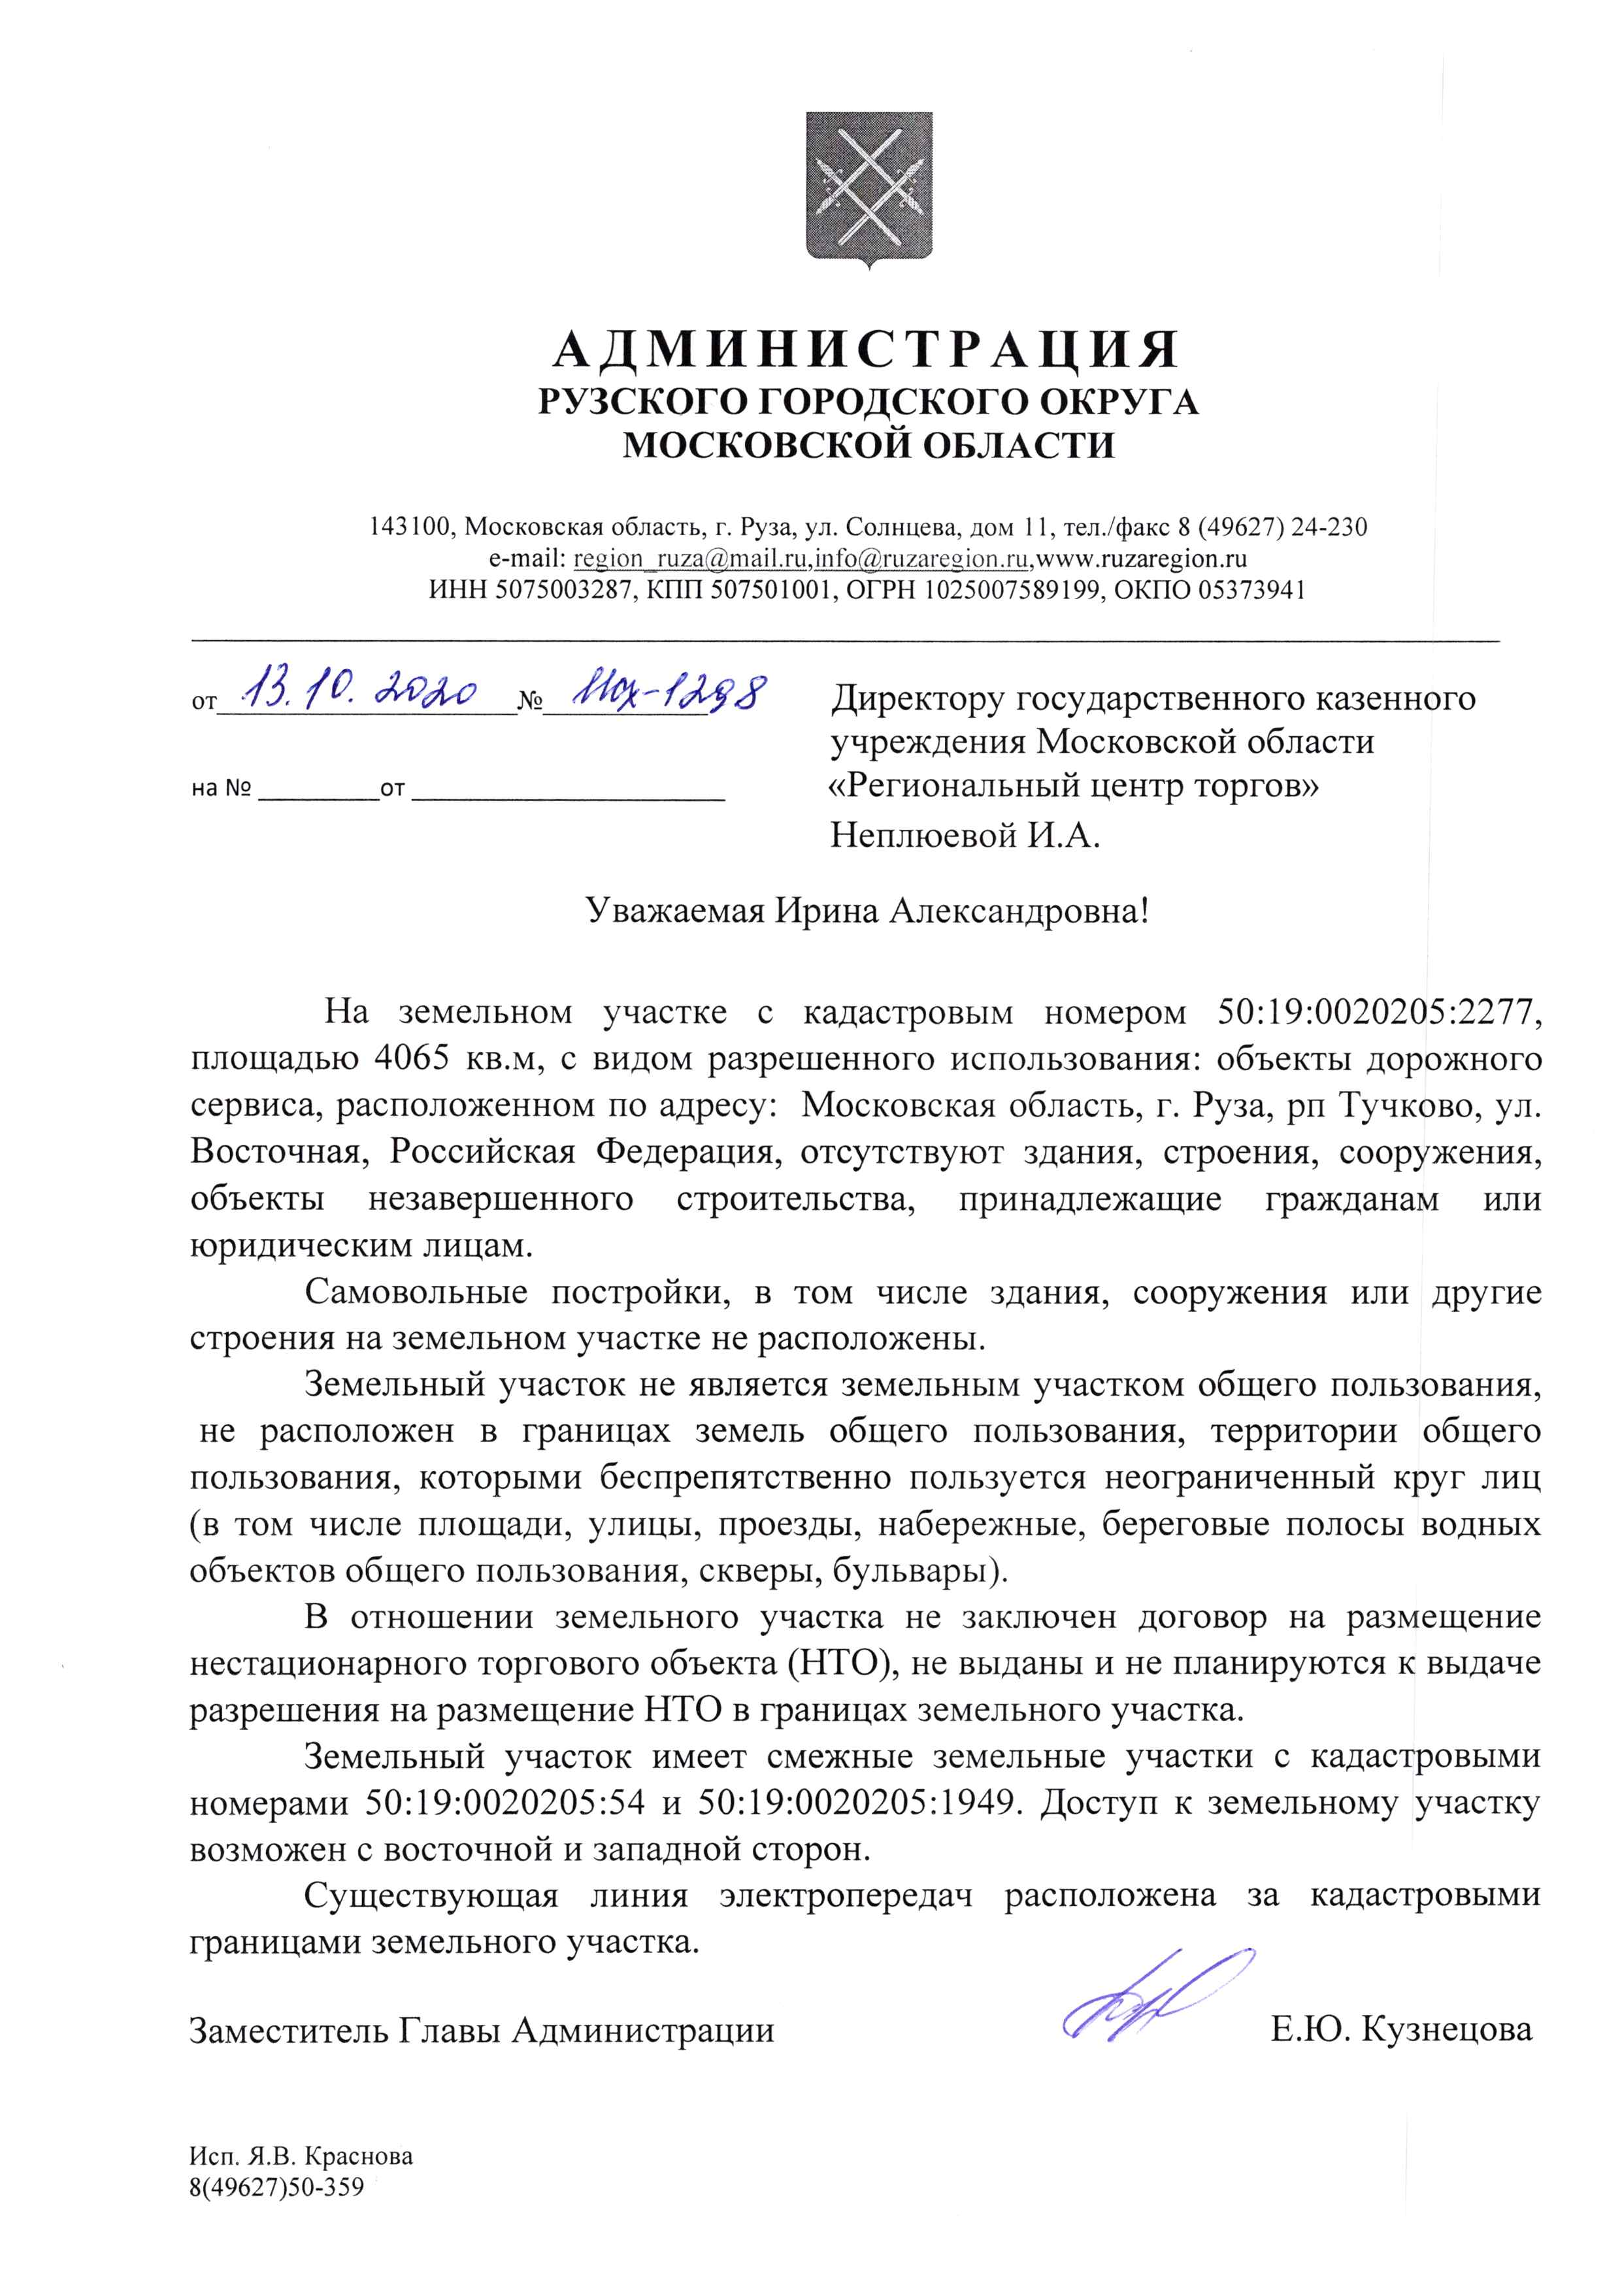 АДМИНИСТРАЦИЯ
РУЗСКОГО ГОРОДСКОГО ОКРУГА
МОСКОВСКОЙ ОБЛАСТИ
143100, Московская область, г. Руза, ул. Солнцева, дом 11, тел./факс 8 (49627) 24-230
e-mail: region_ruza@mail.ru,info@ruzaregion.ru,www.ruzaregion.ru
ИНН 5075003287, КПП 507501001, ОГРН 1025007589199, ОКПО 05373941
от 13.10.2020 № Исх-1298
на № от
Директору государственного казенного
учреждения Московской области
«Региональный центр торгов»
Неплюевой И.А.
Уважаемая Ирина Александровна!
На земельном участке с кадастровым номером 50:19:0020205:2277,
площадью 4065 кв.м, с видом разрешенного использования: объекты дорожного
сервиса, расположенном по адресу: Московская область, г. Руза, рп Тучково, ул.
Восточная, Российская Федерация, отсутствуют здания, строения, сооружения,
объекты незавершенного строительства, принадлежащие гражданам или
юридическим лицам.
Самовольные постройки, в том числе здания, сооружения или другие
строения на земельном участке не расположены.
Земельный участок не является земельным участком общего пользования,
не расположен в границах земель общего пользования, территории общего
пользования, которыми беспрепятственно пользуется неограниченный круг лиц
(в том числе площади, улицы, проезды, набережные, береговые полосы водных
объектов общего пользования, скверы, бульвары).
В отношении земельного участка не заключен договор на размещение
нестационарного торгового объекта (НТО), не выданы и не планируются к выдаче
разрешения на размещение НТО в границах земельного участка.
Земельный участок имеет смежные земельные участки с кадастровыми
номерами 50:19:0020205:54 и 50:19:0020205:1949. Доступ к земельному участку
возможен с восточной и западной сторон.
Существующая линия электропередач расположена за кадастровыми
границами земельного участка.
Заместитель Главы Администрации Е.Ю. Кузнецова
Исп. Я.В. Краснова
8(49627)50-359